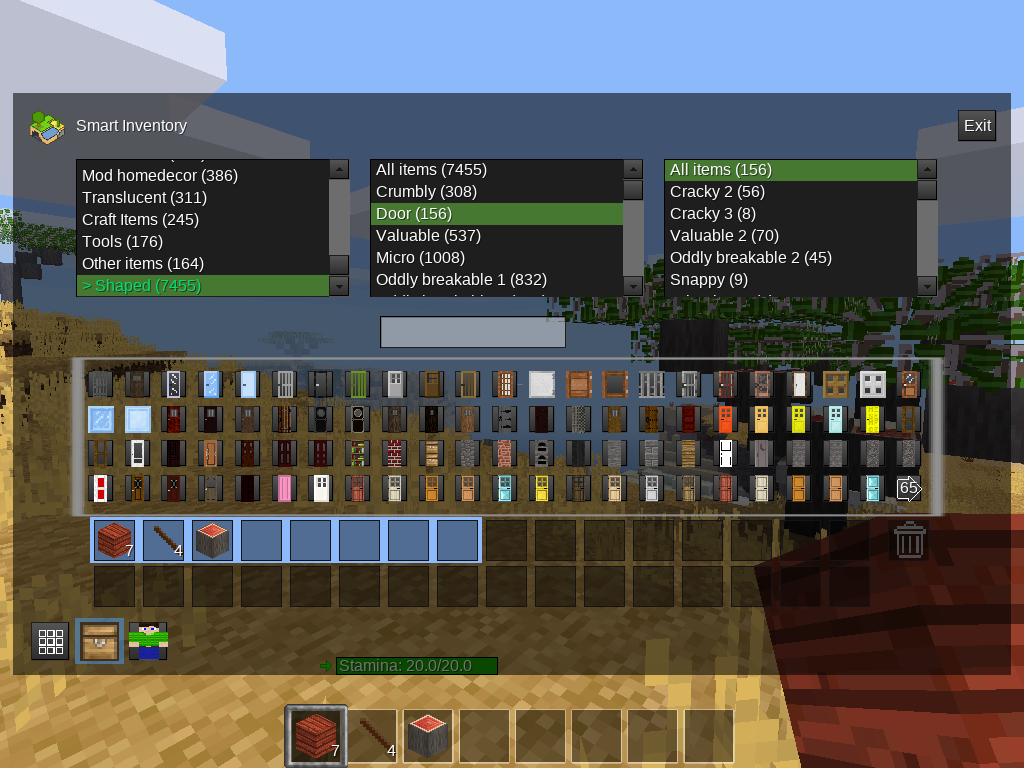 Smart Inventory
Exit
Mod homedecor (386)
Translucent (311)
Craft Items (245)
Tools (176)
Other items (164)
> Shaped (7455)
All items (7455)
Crumbly (308)
Door (156)
Valuable (537)
Micro (1008)
Oddly breakable 1 (832)
All items (156)
Cracky 2 (56)
Cracky 3 (8)
Valuable 2 (70)
Oddly breakable 2 (45)
Snappy (9)
65
7
4
Stamina: 20.0/20.0
7
4